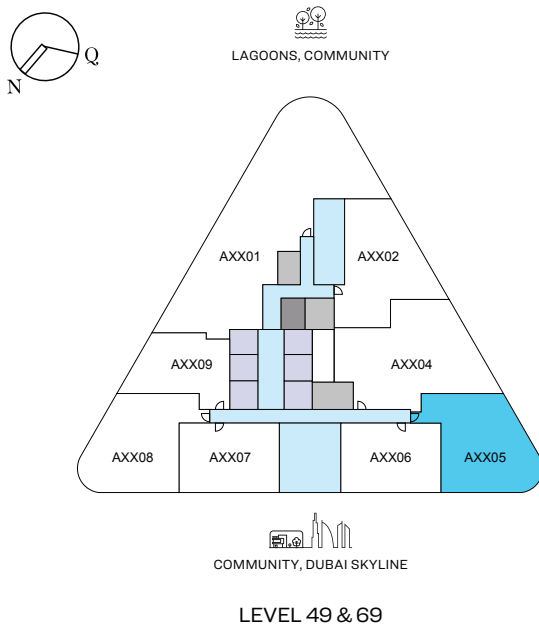 Q
N
LAGOONS, COMMUNITY
AXX01
AXX02
AXX09
AXX04
AXX08
AXX07
AXX06
AXX05
COMMUNITY, DUBAI SKYLINE
LEVEL 49 & 69